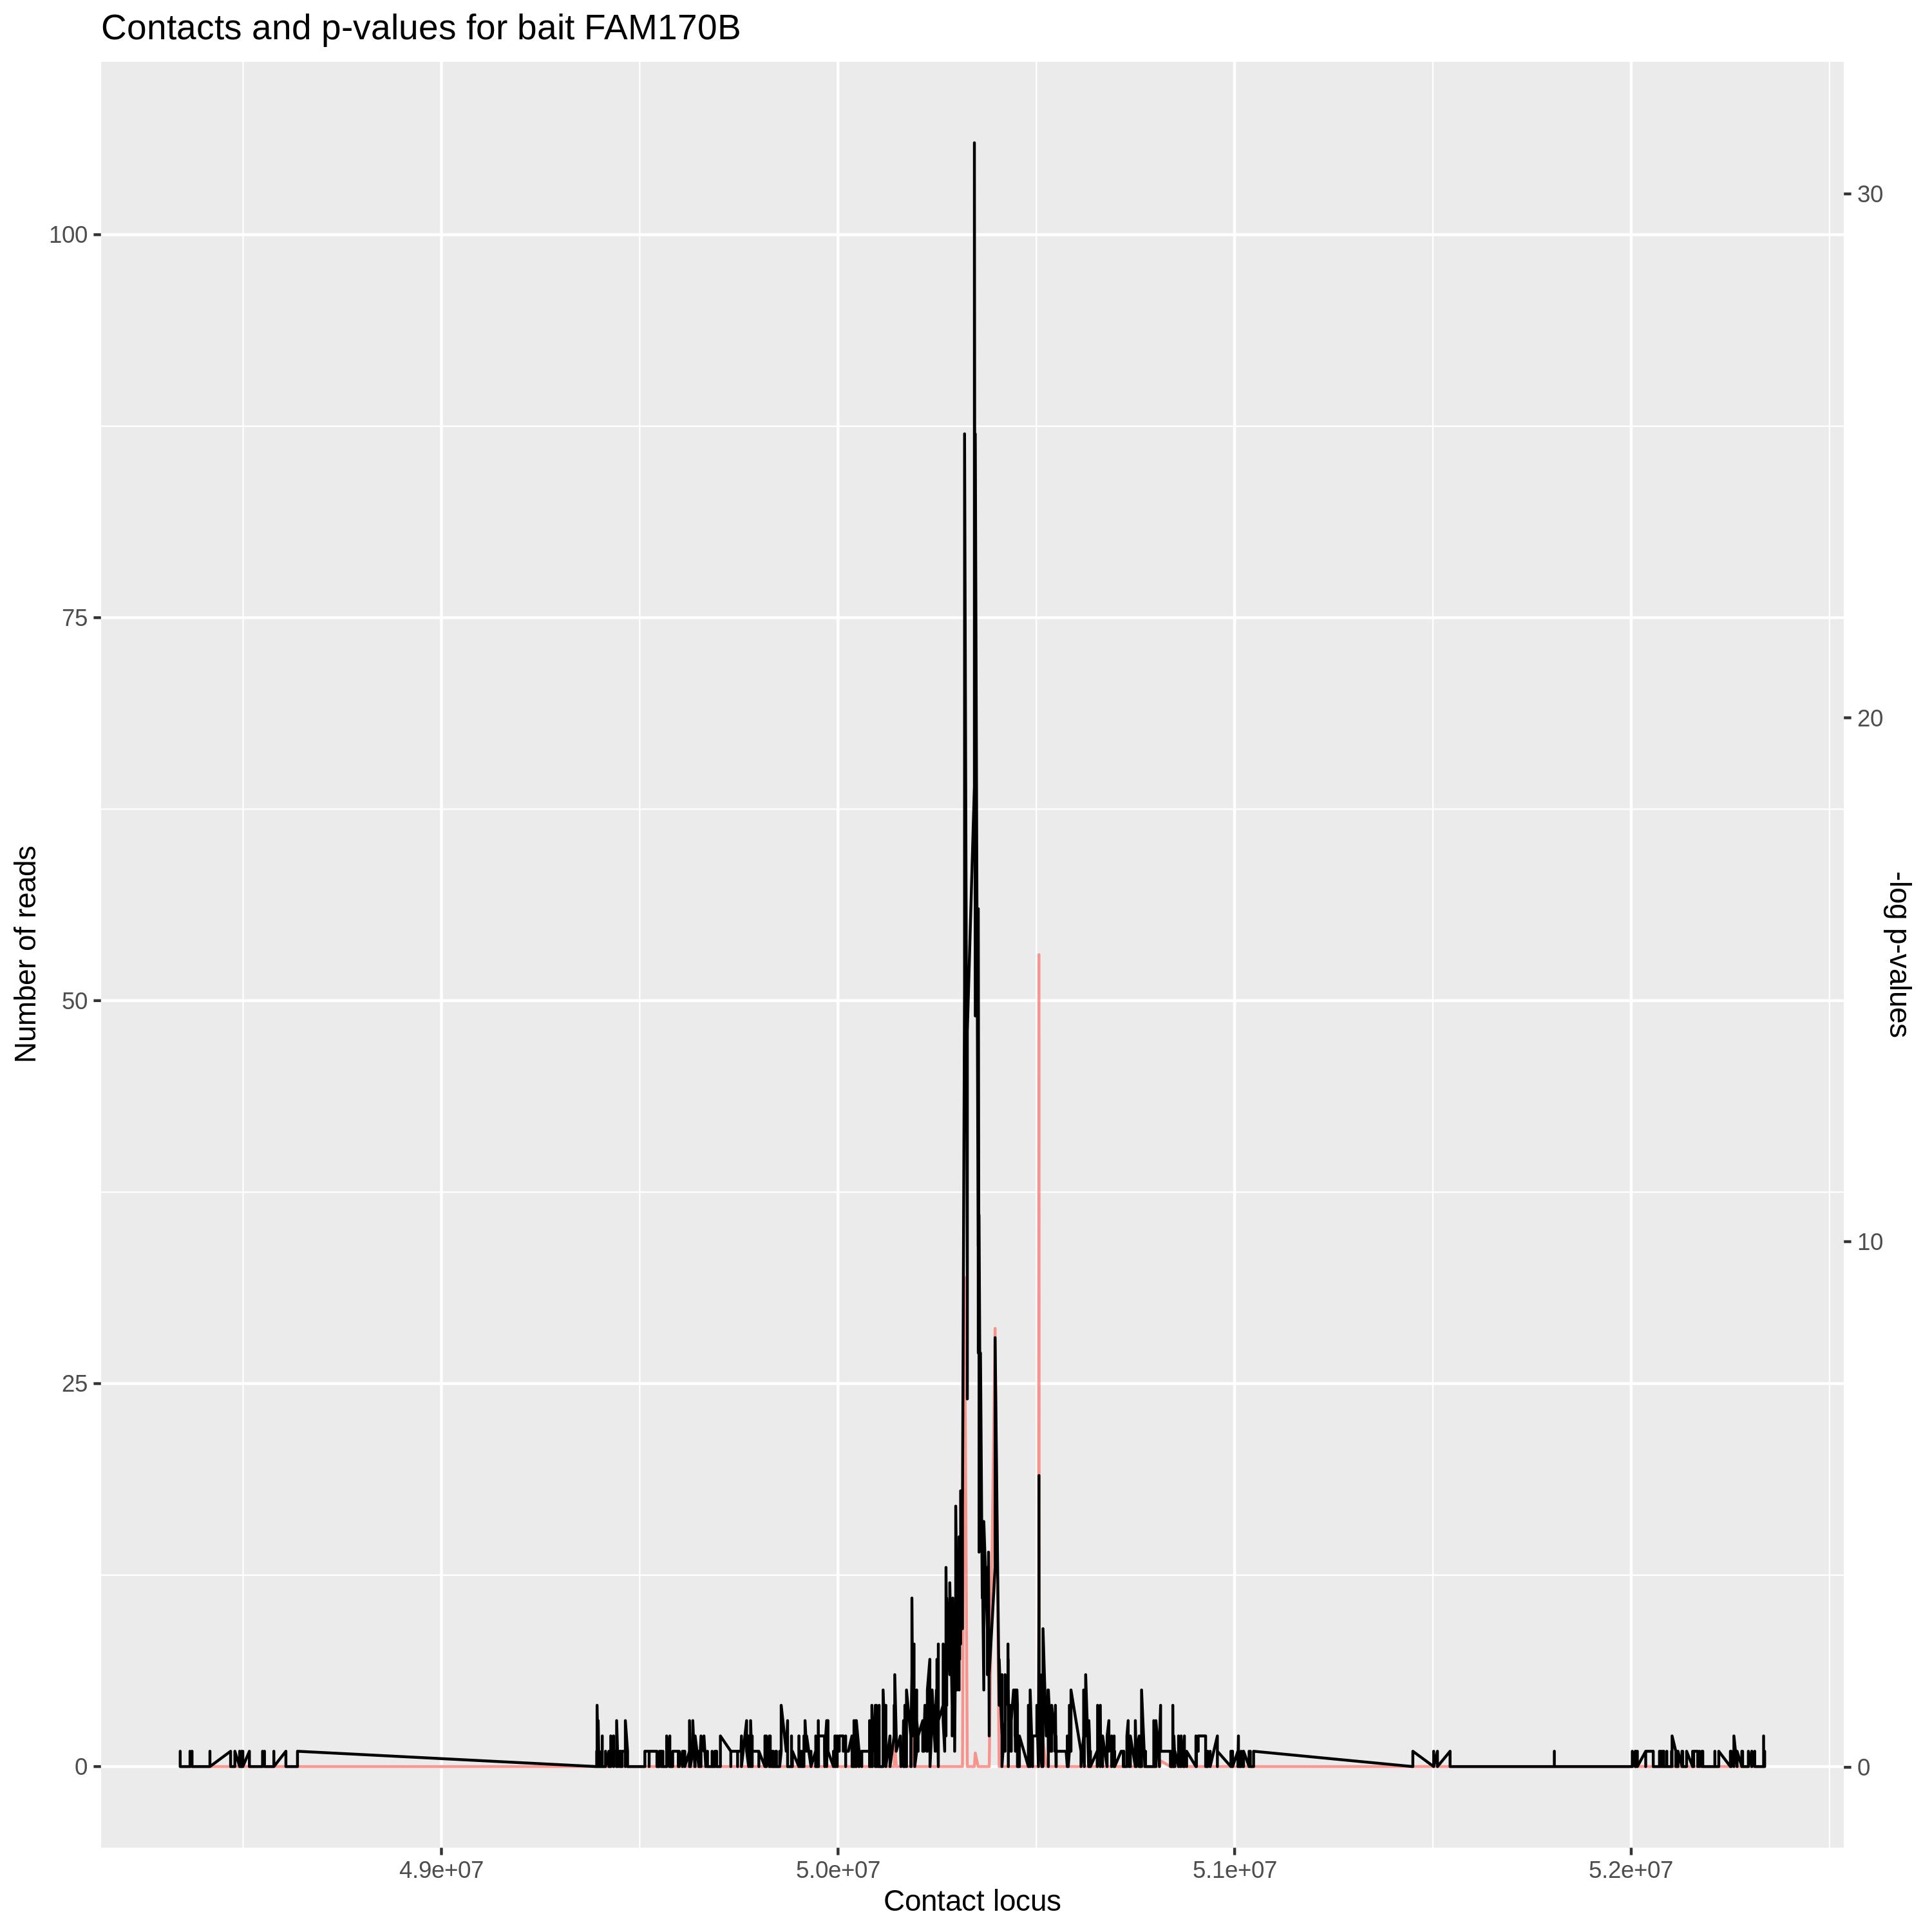 Contacts and p-values for bait FAM170B
100
75
50
25
0
Number of reads
30
20
10
0
-log p-values
4.9e+07 5.0e+07 5.1e+07 5.2e+07
Contact locus